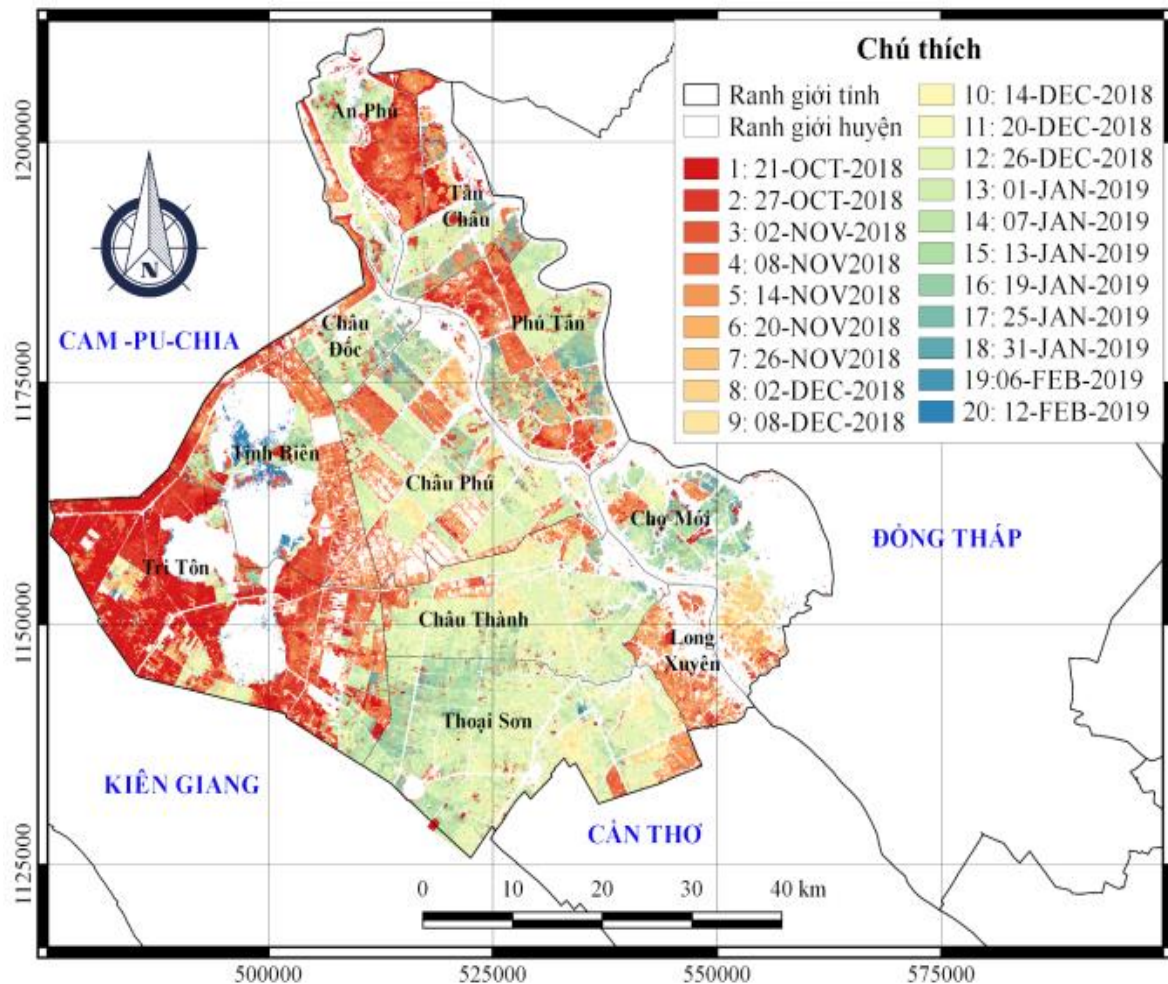 Chú thích
Ranh giới tỉnh
Ranh giới huyện
1: 21-OCT-2018
2: 27-OCT-2018
3: 02-NOV-2018
4: 08-NOV2018
5: 14-NOV2018
6: 20-NOV2018
7: 26-NOV2018
8: 02-DEC-2018
9: 08-DEC-2018
10: 14-DEC-2018
11: 20-DEC-2018
12: 26-DEC-2018
13: 01-JAN-2019
14: 07-JAN-2019
15: 13-JAN-2019
16: 19-JAN-2019
17: 25-JAN-2019
18: 31-JAN-2019
19:06-FEB-2019
20: 12-FEB-2019
An Phú
Tân
Châu
N
CAM -PU-CHIA
Châu
Đốc
Phú Tân
Tịnh Biên
Châu Phú
Chợ Mới
ĐỒNG THÁP
Tri Tôn
Châu Thành
Long
Xuyên
Thoại Sơn
KIÊN GIANG
CẦN THƠ
0 10 20 30 40 km
1200000
1175000
1150000
1125000
500000 525000 550000 575000